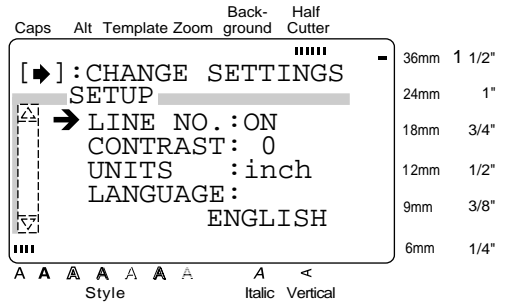 Back- Half
Caps Alt Template Zoom ground Cutter
[➧]:CHANGE SETTINGS
SETUP
➔ LINE NO.:ON
CONTRAST: 0
UNITS :inch
LANGUAGE:
ENGLISH
36mm 1 1/2"
24mm 1"
18mm 3/4"
12mm 1/2"
9mm 3/8"
6mm 1/4"
A A A A A A A A A
Style Italic Vertical